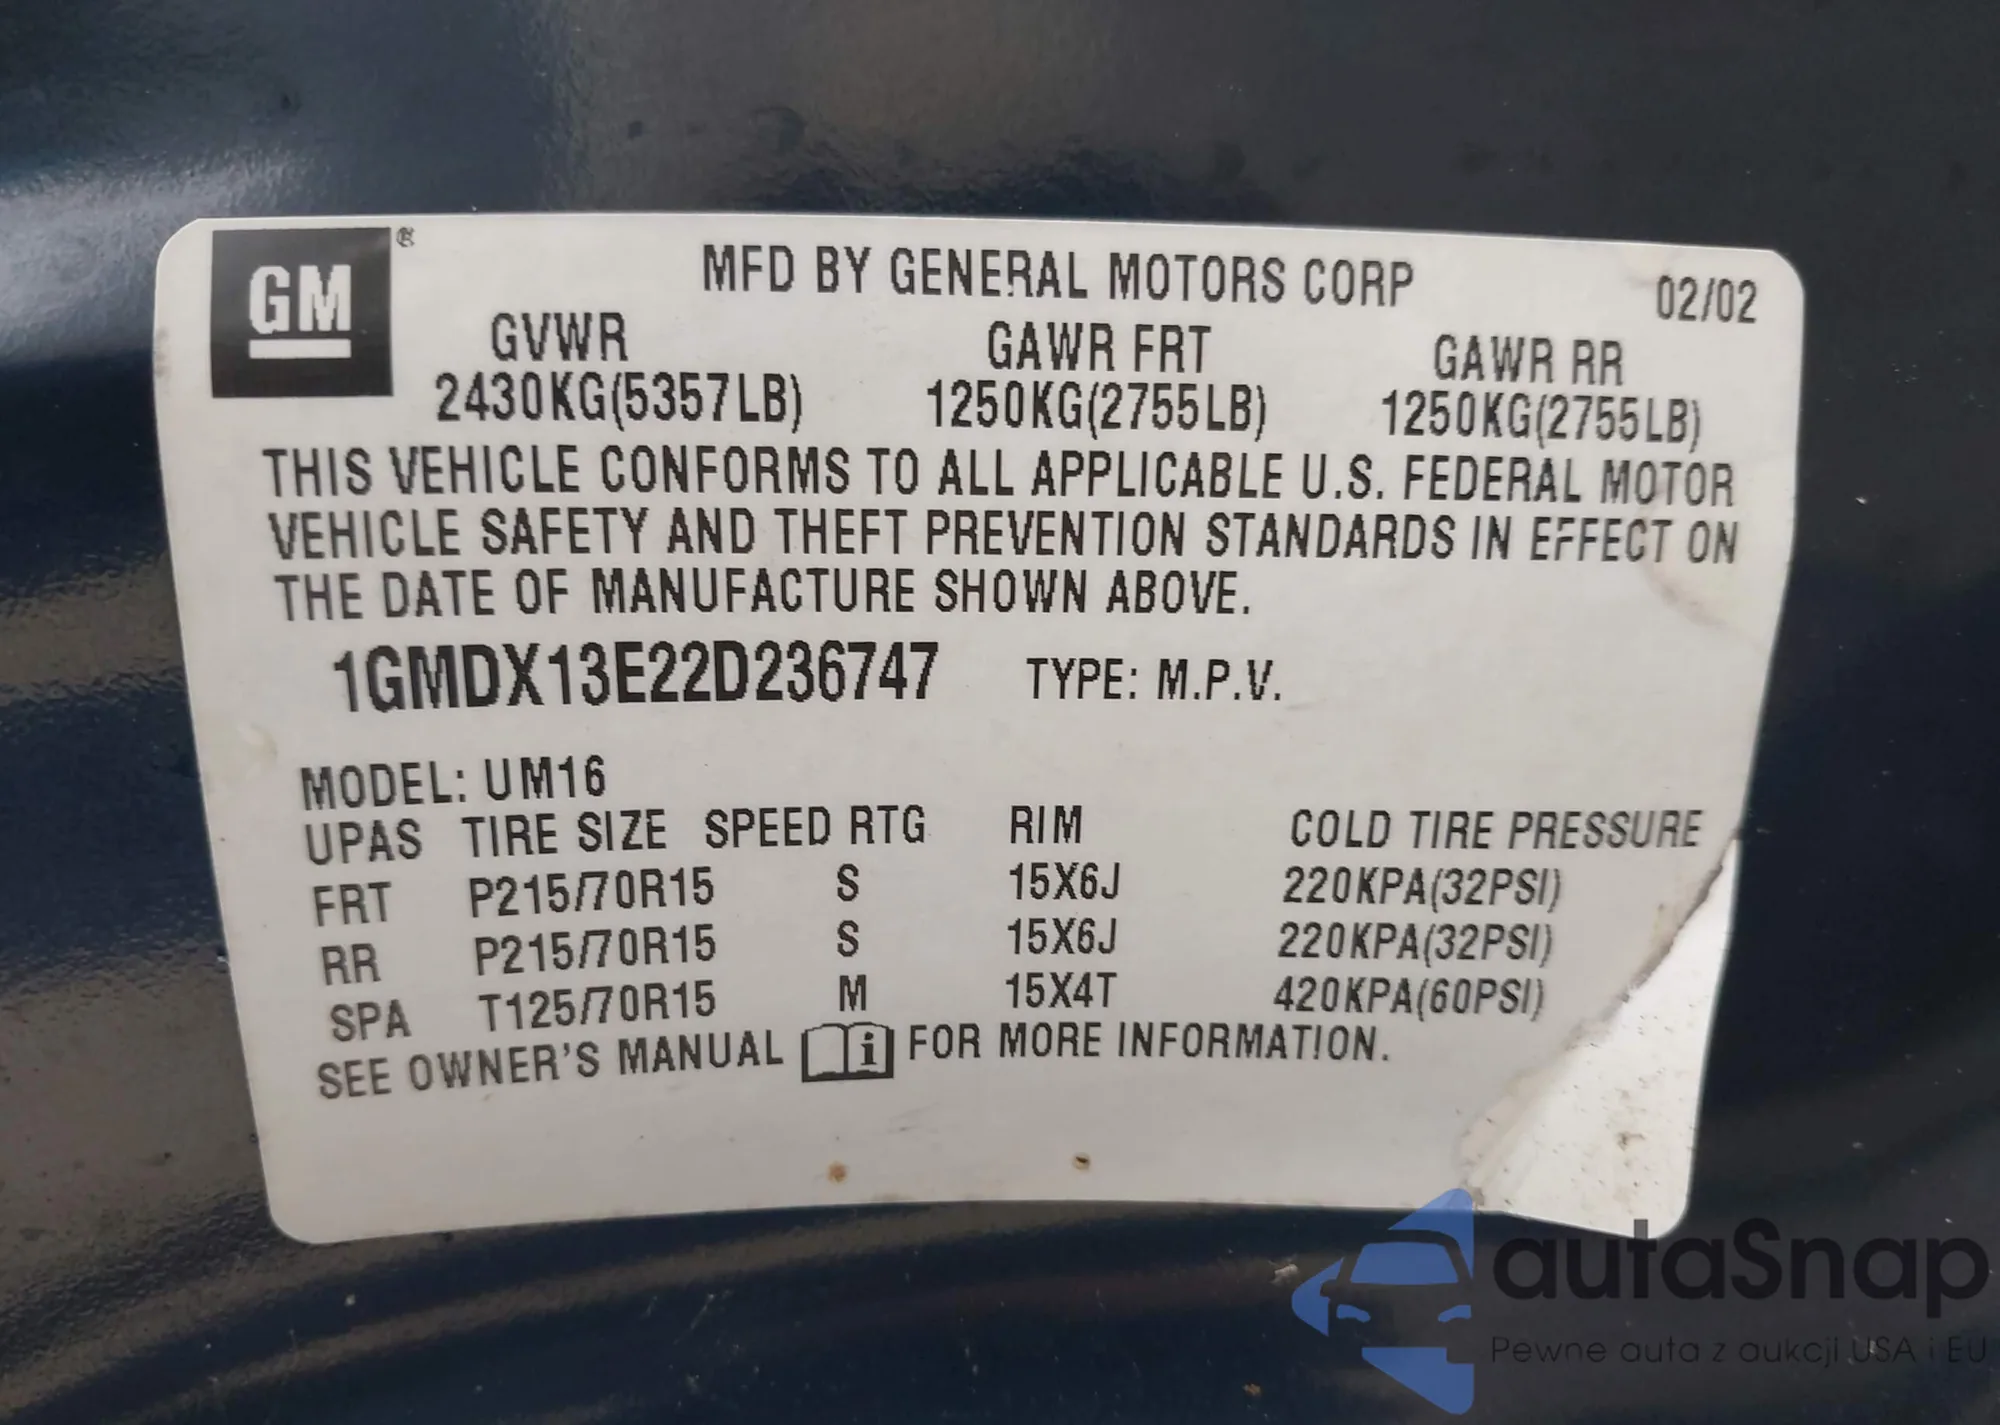 GM®
MFD BY GENERAL MOTORS CORP 02/02
GVWR GAWR FRT GAWR RR
2430KG(5357LB) 1250KG(2755LB) 1250KG(2755LB)
THIS VEHICLE CONFORMS TO ALL APPLICABLE U.S. FEDERAL MOTOR
VEHICLE SAFETY AND THEFT PREVENTION STANDARDS IN EFFECT ON
THE DATE OF MANUFACTURE SHOWN ABOVE.
1GMDX13E22D236747 TYPE: M.P.V.
MODEL: UM16
UPAS TIRE SIZE SPEED RTG RIM COLD TIRE PRESSURE
FRT P215/70R15 S 15X6J 220KPA(32PSI)
RR P215/70R15 S 15X6J 220KPA(32PSI)
SPA T125/70R15 M 15X4T 420KPA(60PSI)
SEE OWNER'S MANUAL i FOR MORE INFORMATION.
autaSnap
Pewne auta z aukcji USA i EU